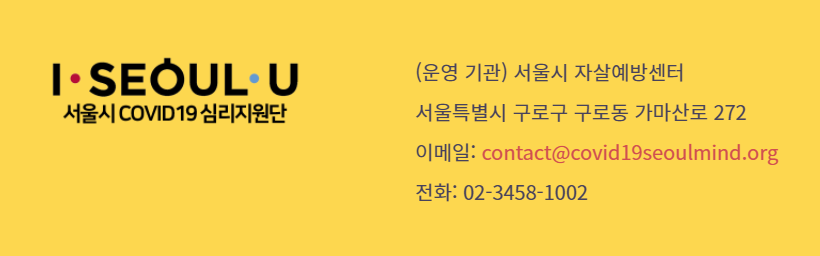 I·SEOUL·U
서울시 COVID19 심리지원단
(운영 기관) 서울시 자살예방센터
서울특별시 구로구 구로동 가마산로 272
이메일: contact@covid19seoulmind.org
전화: 02-3458-1002